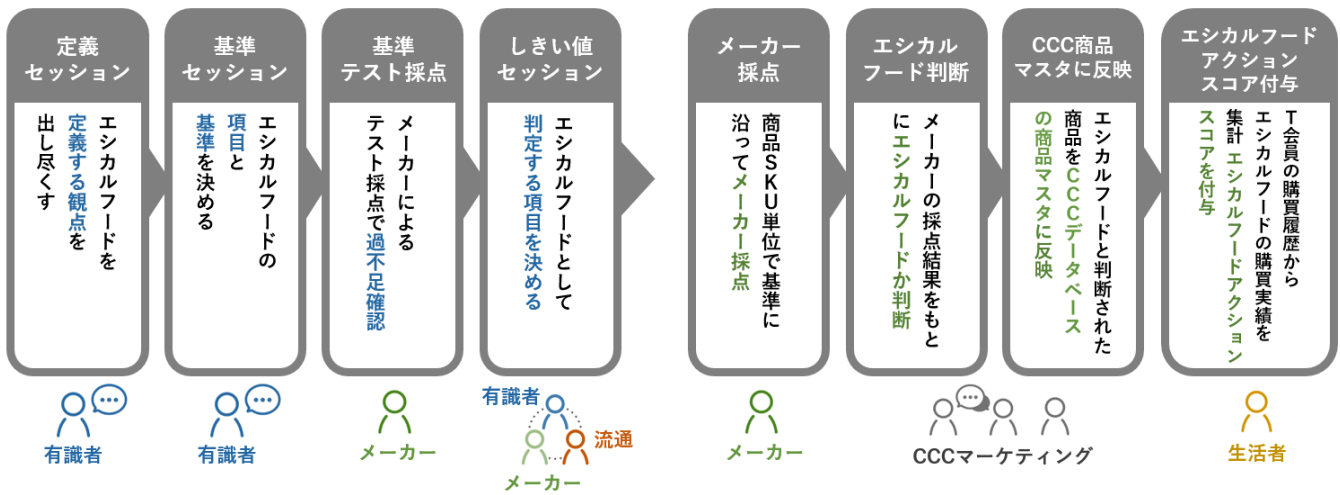 定義
セッション
エシカルフードを
定義する観点を
出し尽くす
有識者
基準
セッション
エシカルフードの
項目と
基準を決める
有識者
基準
テスト採点
メーカーによる
テスト採点で過不足確認
メーカー
しきい値
セッション
エシカルフードとして
判定する項目を決める
有識者
流通
メーカー
メーカー
採点
商品SKU単位で基準に
沿ってメーカー採点
メーカー
エシカル
フード判断
メーカーの採点結果をもと
にエシカルフードか判断
CCC商品
マスタに反映
エシカルフードと判断された
商品をCCCデータベース
の商品マスタに反映
CCCマーケティング
エシカルフード
アクション
スコア付与
T会員の購買履歴から
エシカルフードの購買実績を
集計 エシカルフードアクション
スコアを付与
生活者